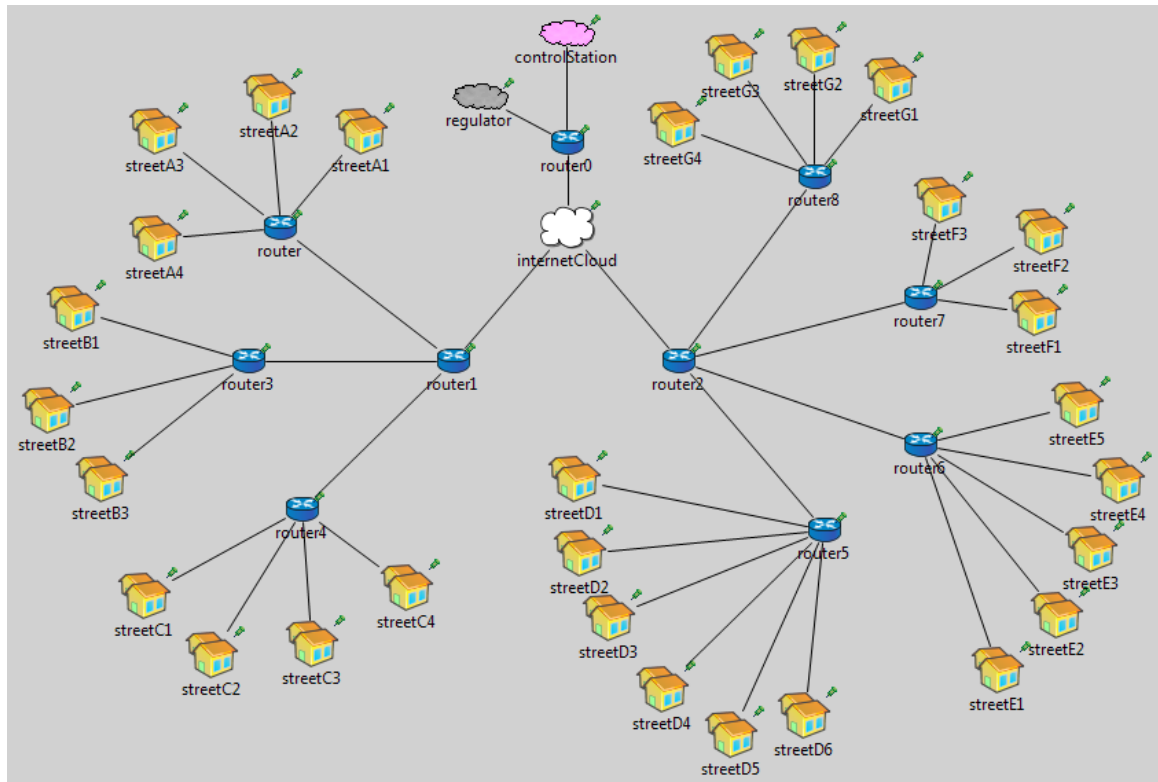 controlStation
regulator
router0
internetCloud
streetA3
streetA2
streetA1
streetA4
router
streetG3
streetG2
streetG1
streetG4
router8
streetF3
streetF2
router7
streetF1
streetB1
router3
router1
router2
streetB2
streetB3
router4
streetC1
streetC2
streetC3
streetC4
streetE5
router6
streetE4
streetE3
streetE2
streetE1
streetD1
router5
streetD2
streetD3
streetD4
streetD5
streetD6